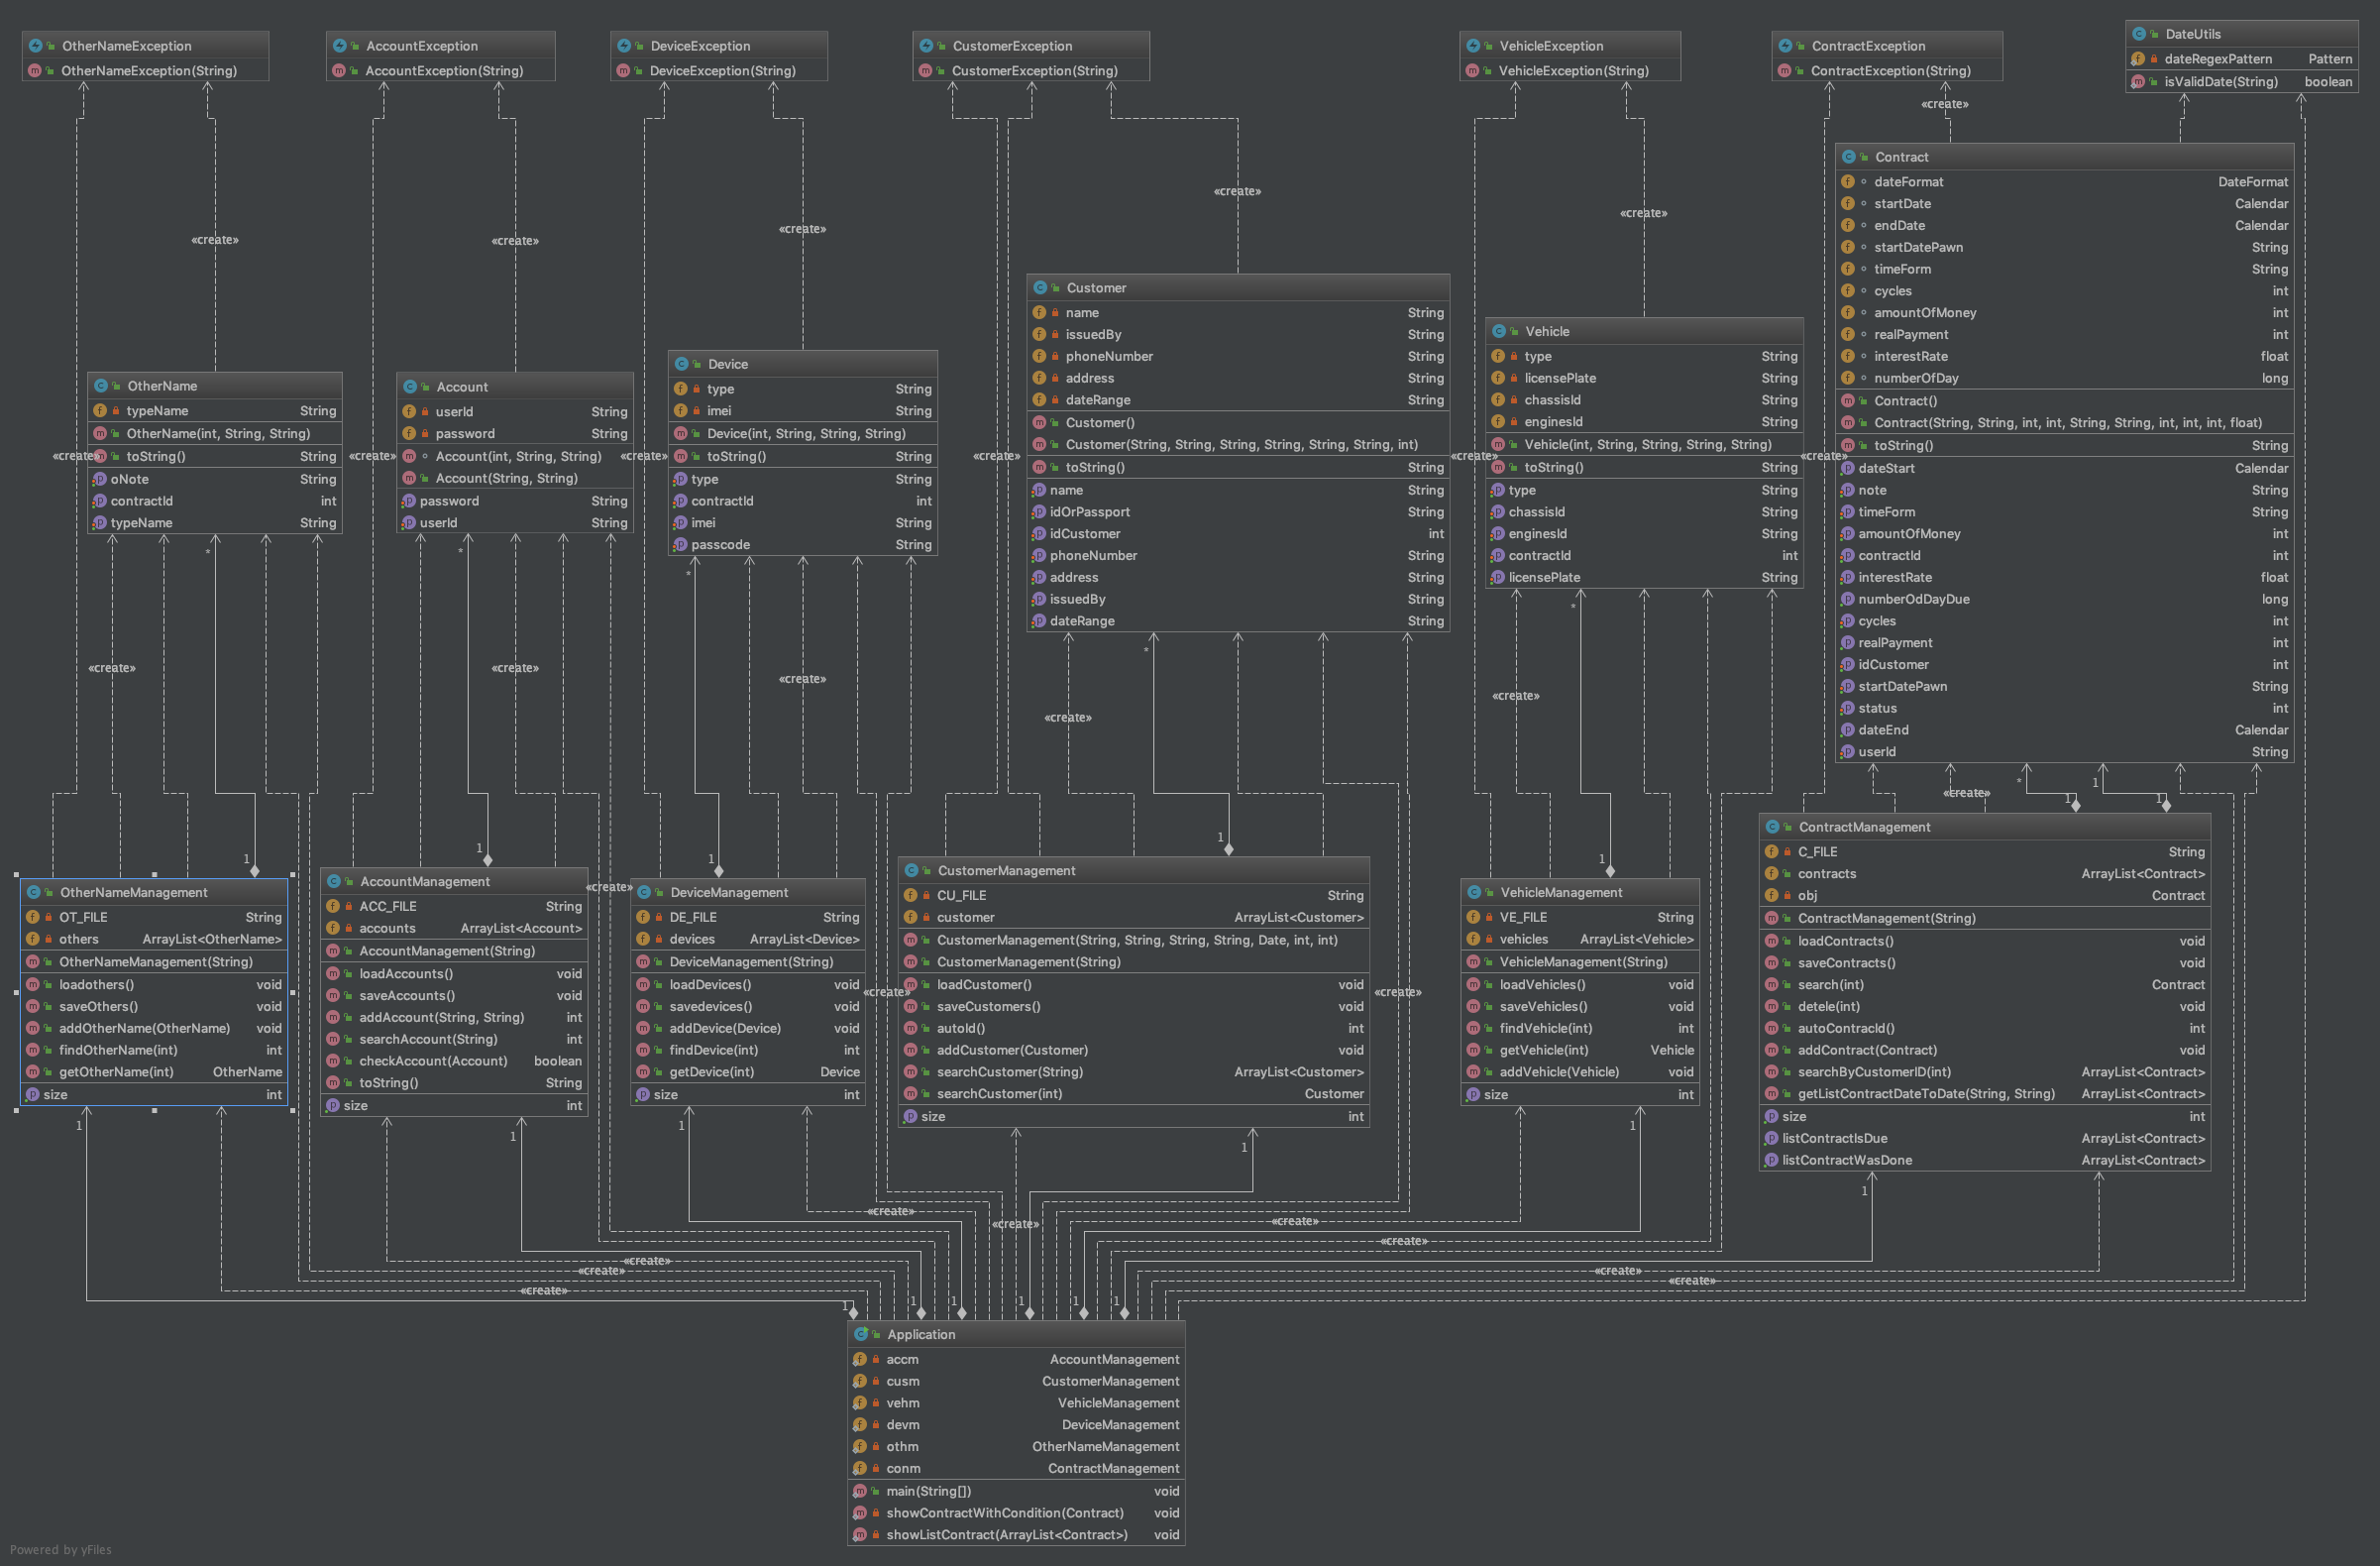 OtherNameException
OtherNameException(String)
AccountException
AccountException(String)
DeviceException
DeviceException(String)
CustomerException
CustomerException(String)
VehicleException
VehicleException(String)
ContractException
ContractException(String)
DateUtils
dateRegexPattern Pattern
isValidDate(String) boolean
«create»
«create»
«create»
«create»
«create»
«create»
OtherName
typeName String
OtherName(int, String, String)
toString() String
oNote String
contractId int
typeName String
Account
userId String
password String
Account(int, String, String)
Account(String, String)
password String
userId String
Device
type String
imei String
Device(int, String, String, String)
toString() String
type String
contractId int
imei String
passcode String
Customer
name String
issuedBy String
phoneNumber String
address String
dateRange String
Customer()
Customer(String, String, String, String, String, String, int)
toString() String
name String
idOrPassport String
idCustomer int
phoneNumber String
address String
issuedBy String
dateRange String
Vehicle
type String
licensePlate String
chassisId String
enginesId String
Vehicle(int, String, String, String, String)
toString() String
type String
chassisId String
enginesId String
contractId int
licensePlate String
Contract
dateFormat DateFormat
startDate Calendar
endDate Calendar
startDatePawn String
timeForm String
cycles int
amountOfMoney int
realPayment int
interestRate float
numberOfDay long
Contract()
Contract(String, String, int, int, String, String, int, int, int, float)
toString() String
dateStart Calendar
note String
timeForm String
amountOfMoney int
contractId int
interestRate float
numberOdDayDue long
cycles int
realPayment int
idCustomer int
startDatePawn String
status int
dateEnd Calendar
userId String
«create»
«create»
«create»
«create»
«create»
«create»
*
*
*
*
*
*
1
«create»
«create»
«create»
«create»
«create»
«create»
1
1
1
1
1
1
1
OtherNameManagement
OT_FILE String
others ArrayList<OtherName>
OtherNameManagement(String)
loadothers() void
saveOthers() void
addOtherName(OtherName) void
findOtherName(int) int
getOtherName(int) OtherName
size int
AccountManagement
ACC_FILE String
accounts ArrayList<Account>
AccountManagement(String)
loadAccounts() void
saveAccounts() void
addAccount(String, String) int
searchAccount(String) int
checkAccount(Account) boolean
toString() String
size int
«create»
DeviceManagement
DE_FILE String
devices ArrayList<Device>
DeviceManagement(String)
loadDevices() void
savedevices() void
addDevice(Device) void
findDevice(int) int
getDevice(int) Device
size int
«create»
CustomerManagement
CU_FILE String
customer ArrayList<Customer>
CustomerManagement(String, String, String, String, Date, int, int)
CustomerManagement(String)
loadCustomer() void
saveCustomers() void
autoId() int
addCustomer(Customer) void
searchCustomer(String) ArrayList<Customer>
searchCustomer(int) Customer
size int
«create»
VehicleManagement
VE_FILE String
vehicles ArrayList<Vehicle>
VehicleManagement(String)
loadVehicles() void
saveVehicles() void
findVehicle(int) int
getVehicle(int) Vehicle
addVehicle(Vehicle) void
size int
ContractManagement
C_FILE String
contracts ArrayList<Contract>
obj Contract
ContractManagement(String)
loadContracts() void
saveContracts() void
search(int) Contract
detele(int) void
autoContracId() int
addContract(Contract) void
searchByCustomerID(int) ArrayList<Contract>
getListContractDateToDate(String, String) ArrayList<Contract>
size int
listContractIsDue ArrayList<Contract>
listContractWasDone ArrayList<Contract>
1
1
1
1
1
1
«create»
«create»
«create»
«create»
«create»
«create»
«create»
«create»
«create»
1
1
1
1
1
1
Application
accm AccountManagement
cusm CustomerManagement
vehm VehicleManagement
devm DeviceManagement
othm OtherNameManagement
conm ContractManagement
main(String[]) void
showContractWithCondition(Contract) void
showListContract(ArrayList<Contract>) void
Powered by yFiles